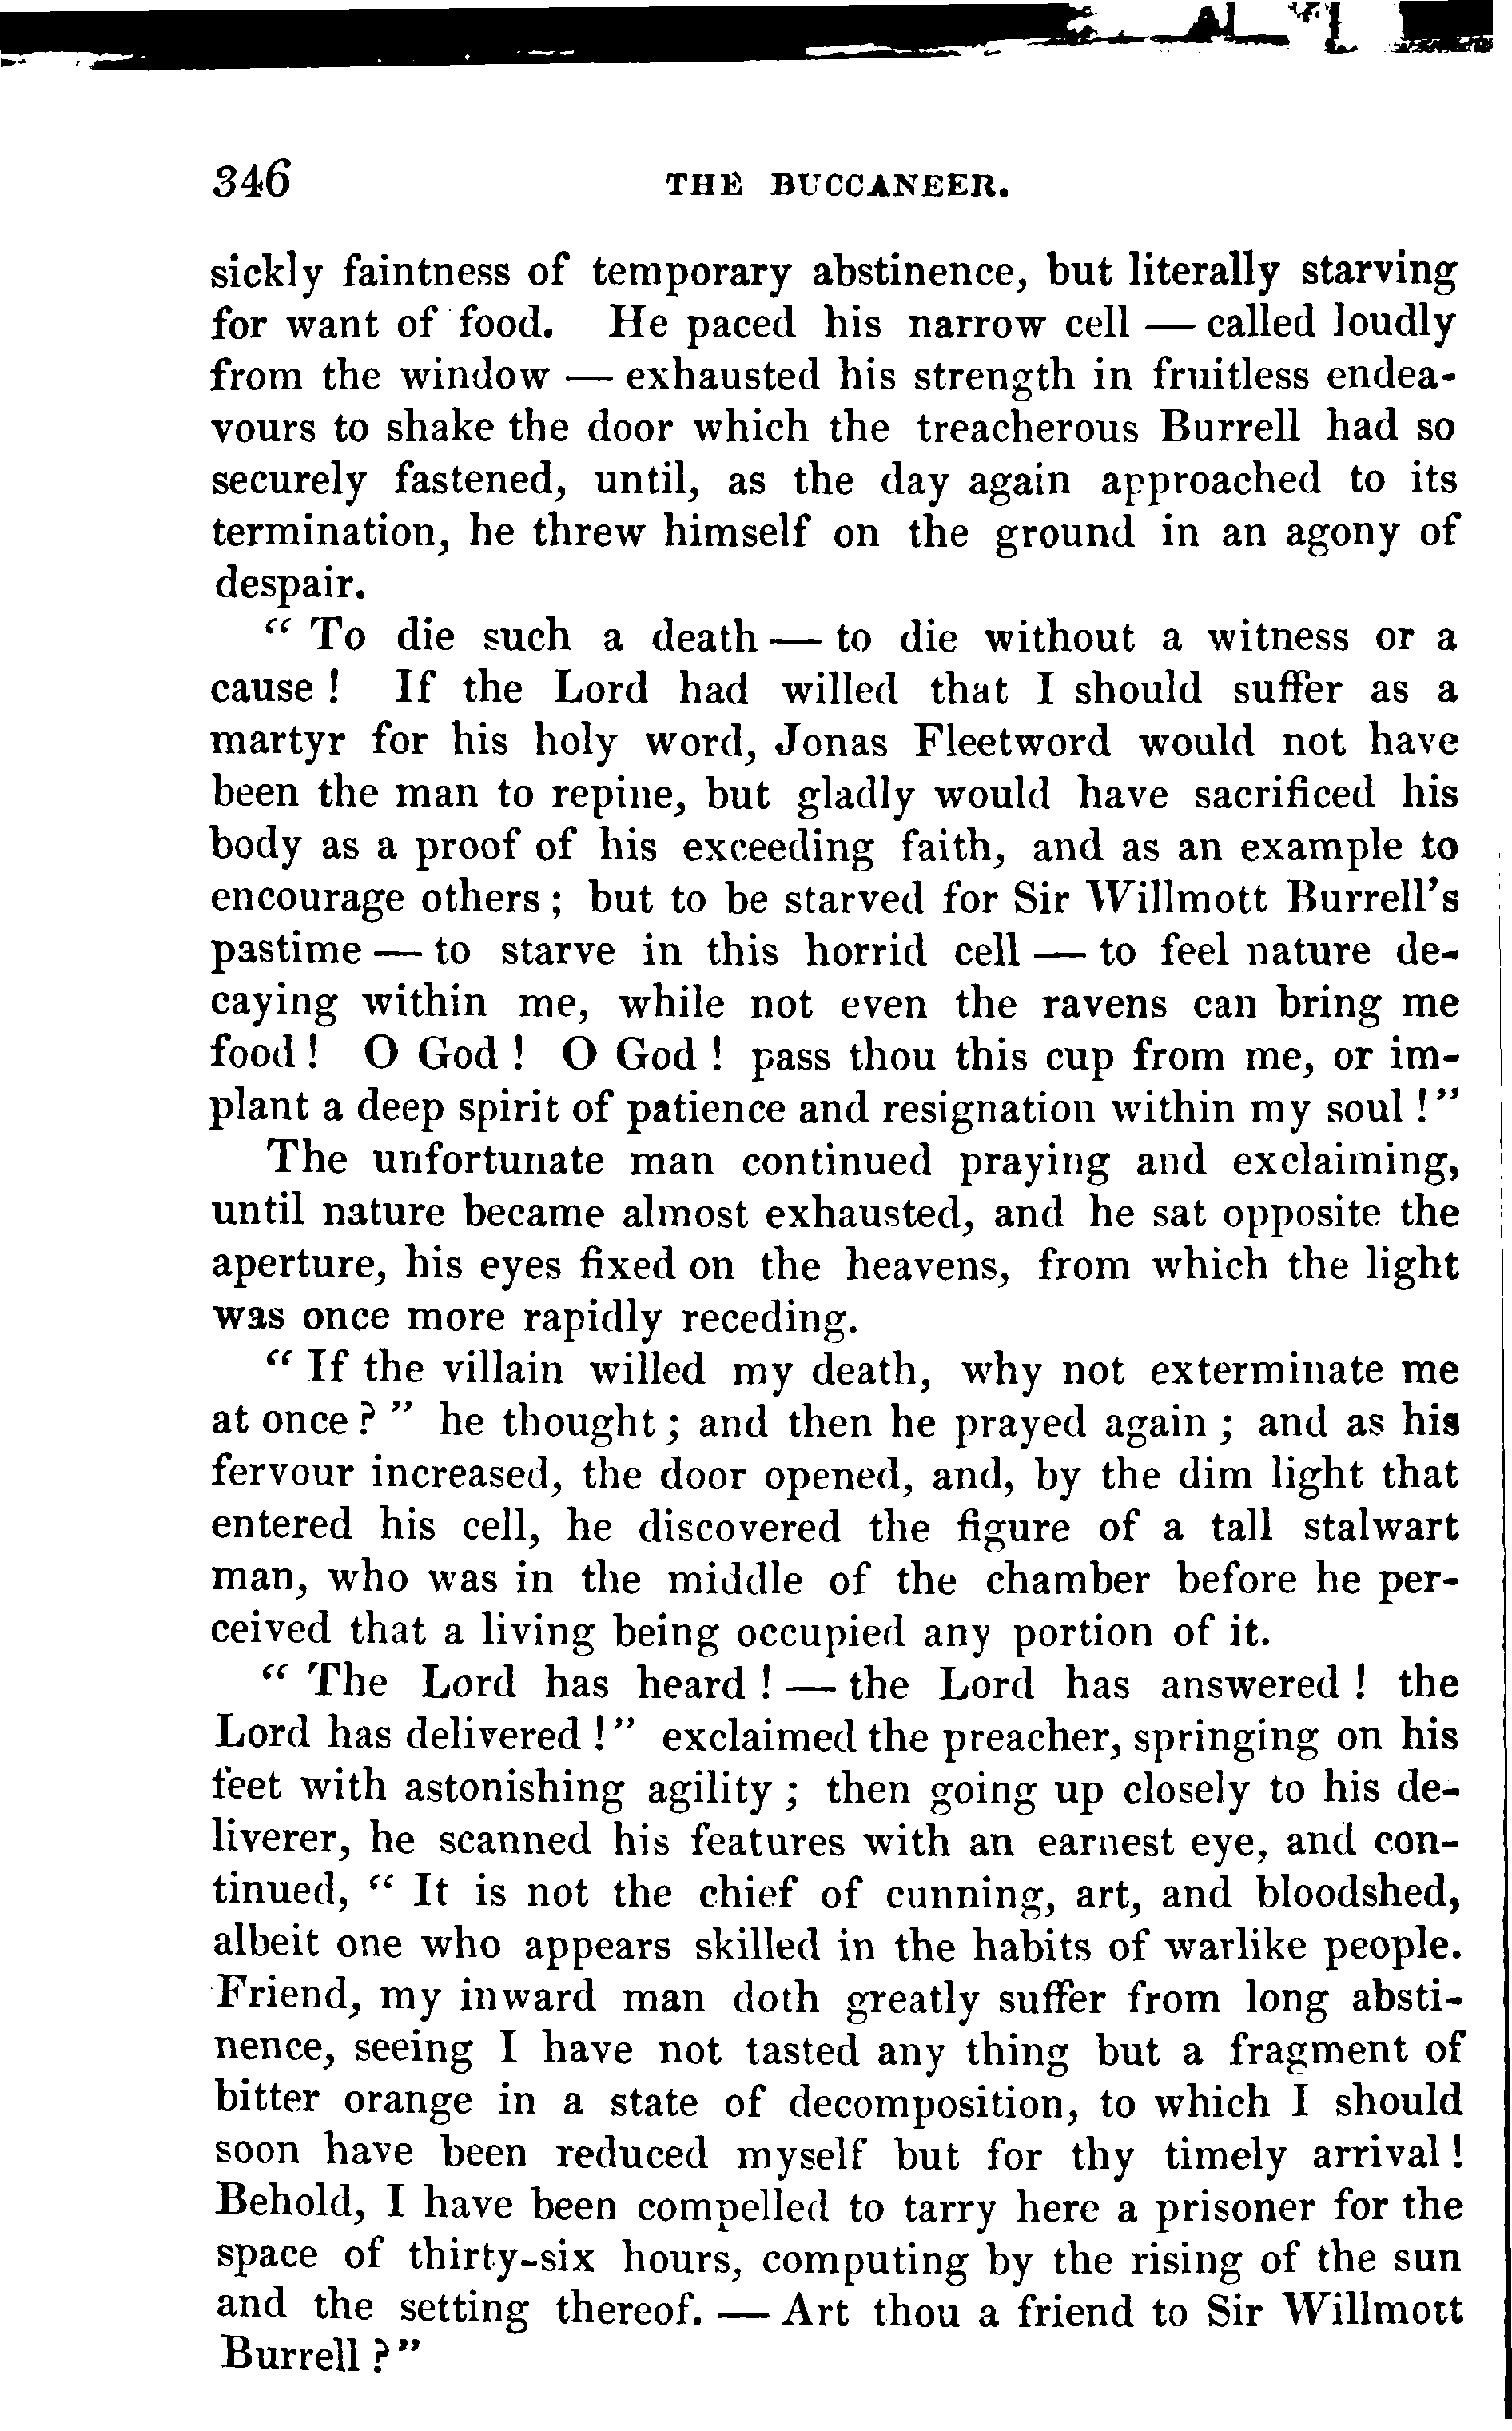 346 THE BUCCANEER.
sickly faintness of temporary abstinence, but literally starving
for want of food. He paced his narrow cell — called loudly
from the window — exhausted his strength in fruitless endea-
vours to shake the door which the treacherous Burrell had so
securely fastened, until, as the day again approached to its
termination, he threw himself on the ground in an agony of
despair.
“ To die such a death — to die without a witness or a
cause ! If the Lord had willed that I should suffer as a
martyr for his holy word, Jonas Fleetword would not have
been the man to repine, but gladly would have sacrificed his
body as a proof of his exceeding faith, and as an example to
encourage others ; but to be starved for Sir Willmott Burrell’s
pastime — to starve in this horrid cell — to feel nature de-
caying within me, while not even the ravens can bring me
food ! O God ! O God ! pass thou this cup from me, or im-
plant a deep spirit of patience and resignation within my soul !”
The unfortunate man continued praying and exclaiming,
until nature became almost exhausted, and he sat opposite the
aperture, his eyes fixed on the heavens, from which the light
was once more rapidly receding.
“ If the villain willed my death, why not exterminate me
at once ? ” he thought ; and then he prayed again ; and as his
fervour increased, the door opened, and, by the dim light that
entered his cell, he discovered the figure of a tall stalwart
man, who was in the middle of the chamber before he per-
ceived that a living being occupied any portion of it.
“ The Lord has heard ! — the Lord has answered ! the
Lord has delivered !” exclaimed the preacher, springing on his
feet with astonishing agility ; then going up closely to his de-
liverer, he scanned his features with an earnest eye, and con-
tinued, “ It is not the chief of cunning, art, and bloodshed,
albeit one who appears skilled in the habits of warlike people.
Friend, my inward man doth greatly suffer from long absti-
nence, seeing I have not tasted any thing but a fragment of
bitter orange in a state of decomposition, to which I should
soon have been reduced myself but for thy timely arrival !
Behold, I have been compelled to tarry here a prisoner for the
space of thirty-six hours, computing by the rising of the sun
and the setting thereof. — Art thou a friend to Sir Willmott
Burrell ?”